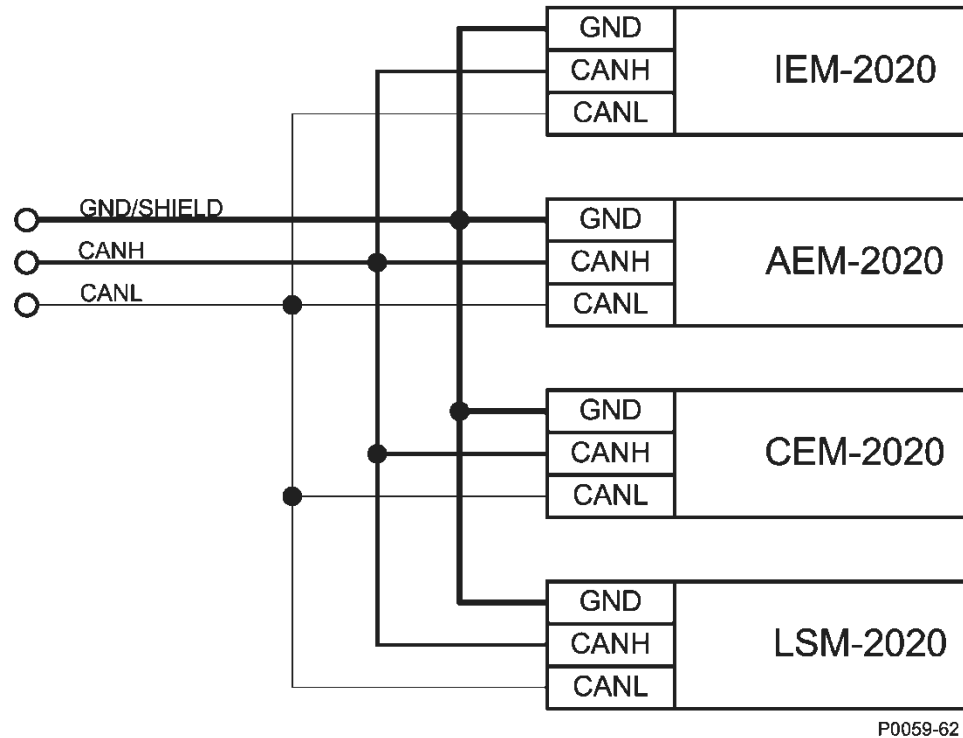 GND
CANH
CANL
IEM-2020
GND/SHIELD
CANH
CANL
GND
CANH
CANL
AEM-2020
GND
CANH
CANL
CEM-2020
GND
CANH
CANL
LSM-2020
P0059-62